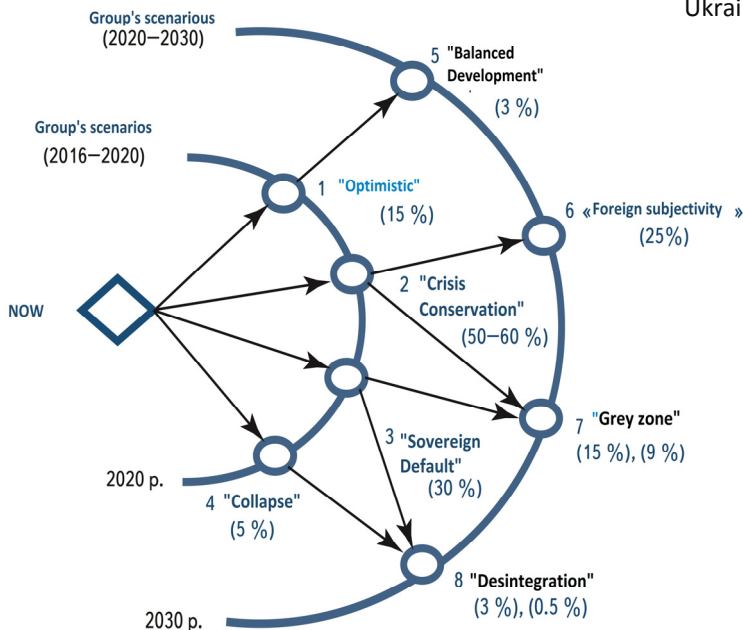 Ukrai
Group's scenarious
(2020–2030)
5 "Balanced
Development"
(3 %)
Group's scenarios
(2016–2020)
1 "Optimistic"
(15 %)
6 «Foreign subjectivity »
(25%)
NOW
2 "Crisis
Conservation"
(50–60 %)
7 "Grey zone"
(15 %), (9 %)
3 "Sovereign
Default"
(30 %)
2020 p.
4 "Collapse"
(5 %)
8 "Desintegration"
(3 %), (0.5 %)
2030 p.